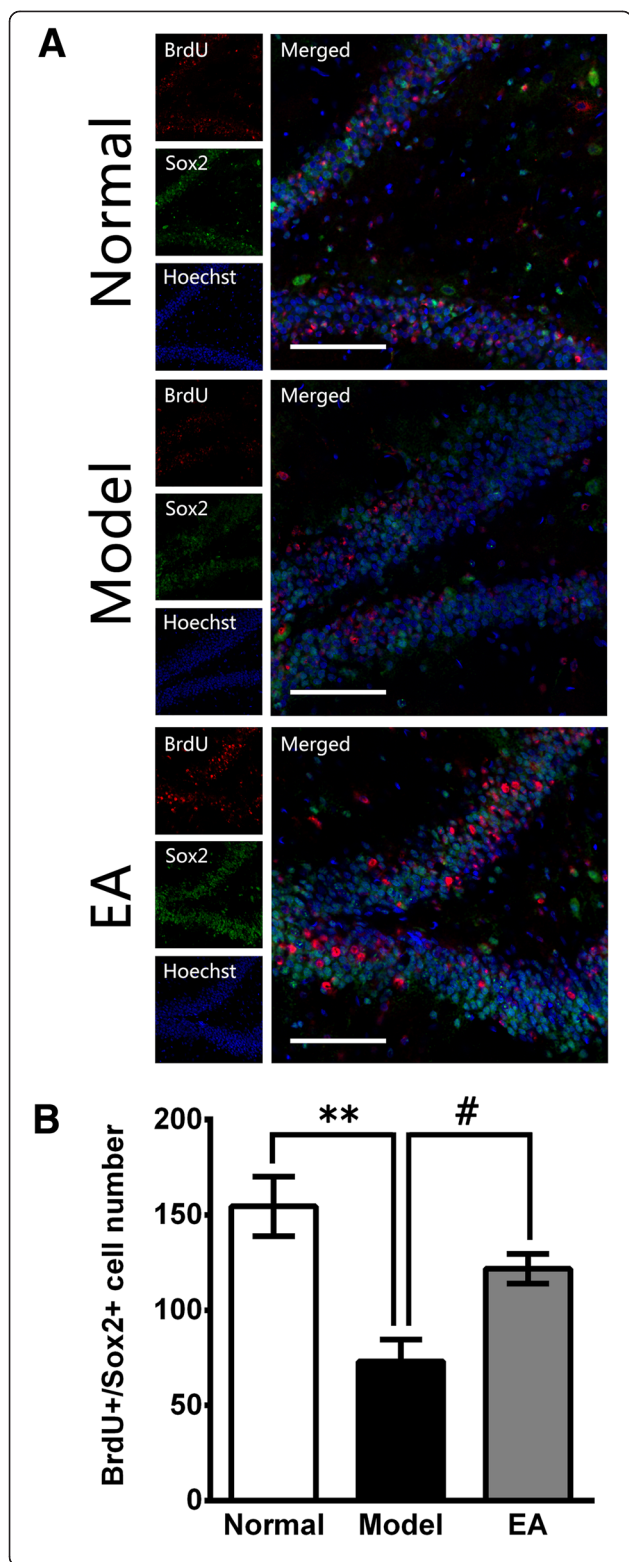 A
Normal
BrdU
Sox2
Hoechst
Merged
Model
BrdU
Sox2
Hoechst
Merged
EA
BrdU
Sox2
Hoechst
Merged
B
BrdU+/Sox2+ cell number
200
150
100
50
0
** #
Normal Model EA